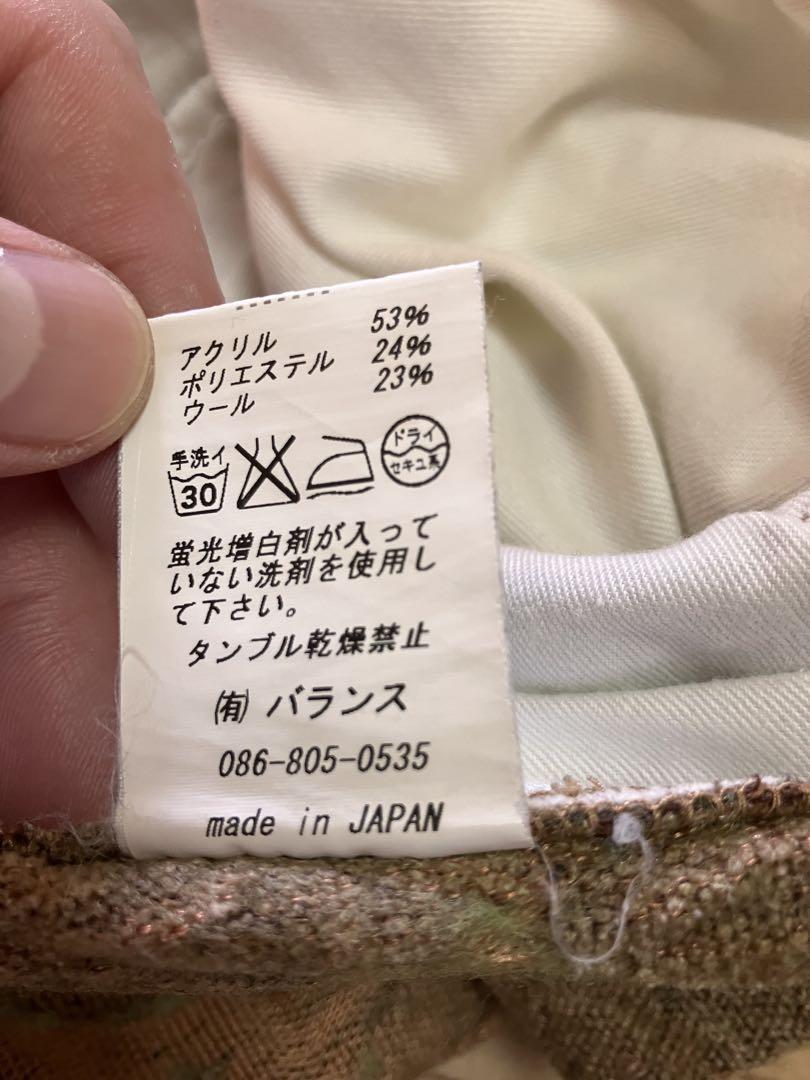 アクリル 53%
ポリエステル 24%
ウール 23%
手洗イ
30
ドライ
セキユ系
蛍光増白剤が入って
いない洗剤を使用し
て下さい。
タンブル乾燥禁止
㈲ バランス
086-805-0535
made in JAPAN